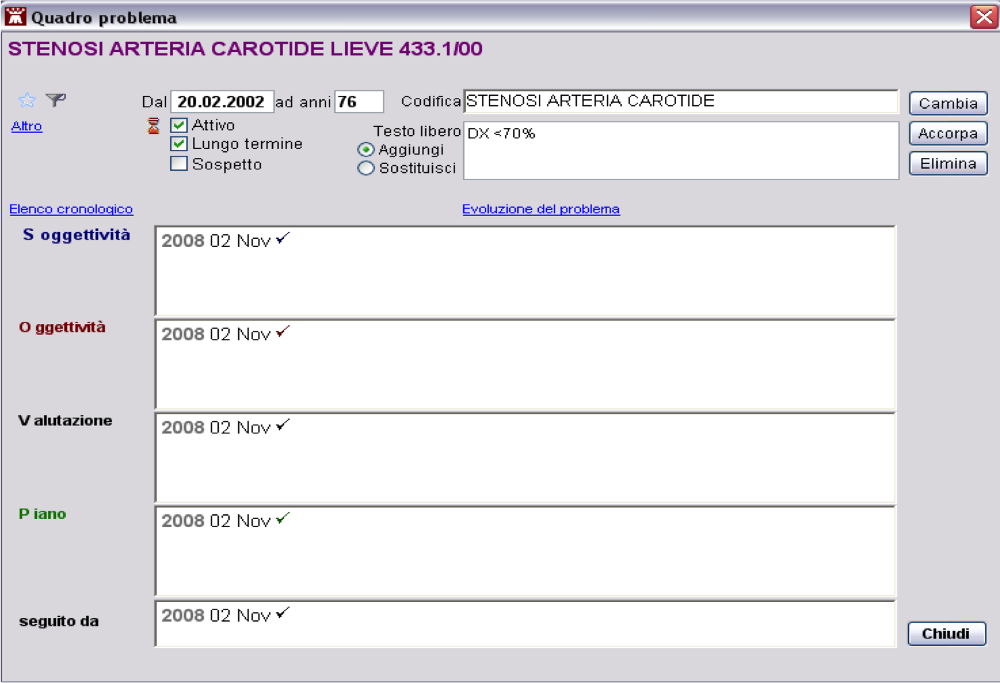 Quadro problema
STENOSI ARTERIA CAROTIDE LIEVE 433.1/00
Dal 20.02.2002 ad anni 76 Codifica STENOSI ARTERIA CAROTIDE Cambia
Altro Attivo Testo libero DX <70% Accorpa
Lungo termine Aggiungi
Sospetto Sostituisci Elimina
Elenco cronologico Evoluzione del problema
S oggettività 2008 02 Nov
O ggettività 2008 02 Nov
V alutazione 2008 02 Nov
P iano 2008 02 Nov
seguito da 2008 02 Nov
Chiudi